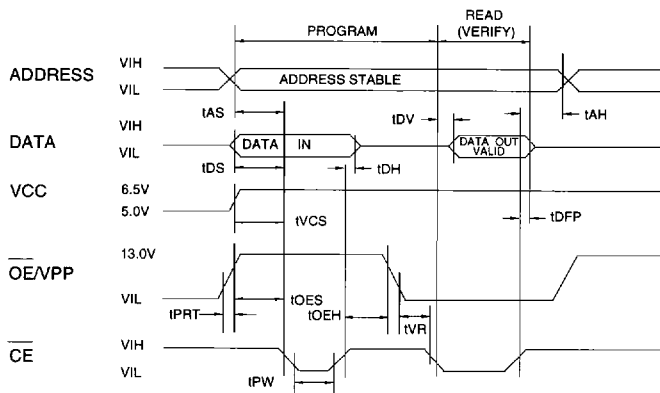 PROGRAM
READ
(VERIFY)
ADDRESS
VIH
VIL
ADDRESS STABLE
tAS
tDV
tAH
DATA
VIH
VIL
DATA IN
DATA OUT
VALID
tDS
tDH
VCC
6.5V
5.0V
tVCS
tDFP
OE/VPP
13.0V
VIL
tPRT
tOES
tOEH
tVR
CE
VIH
VIL
tPW